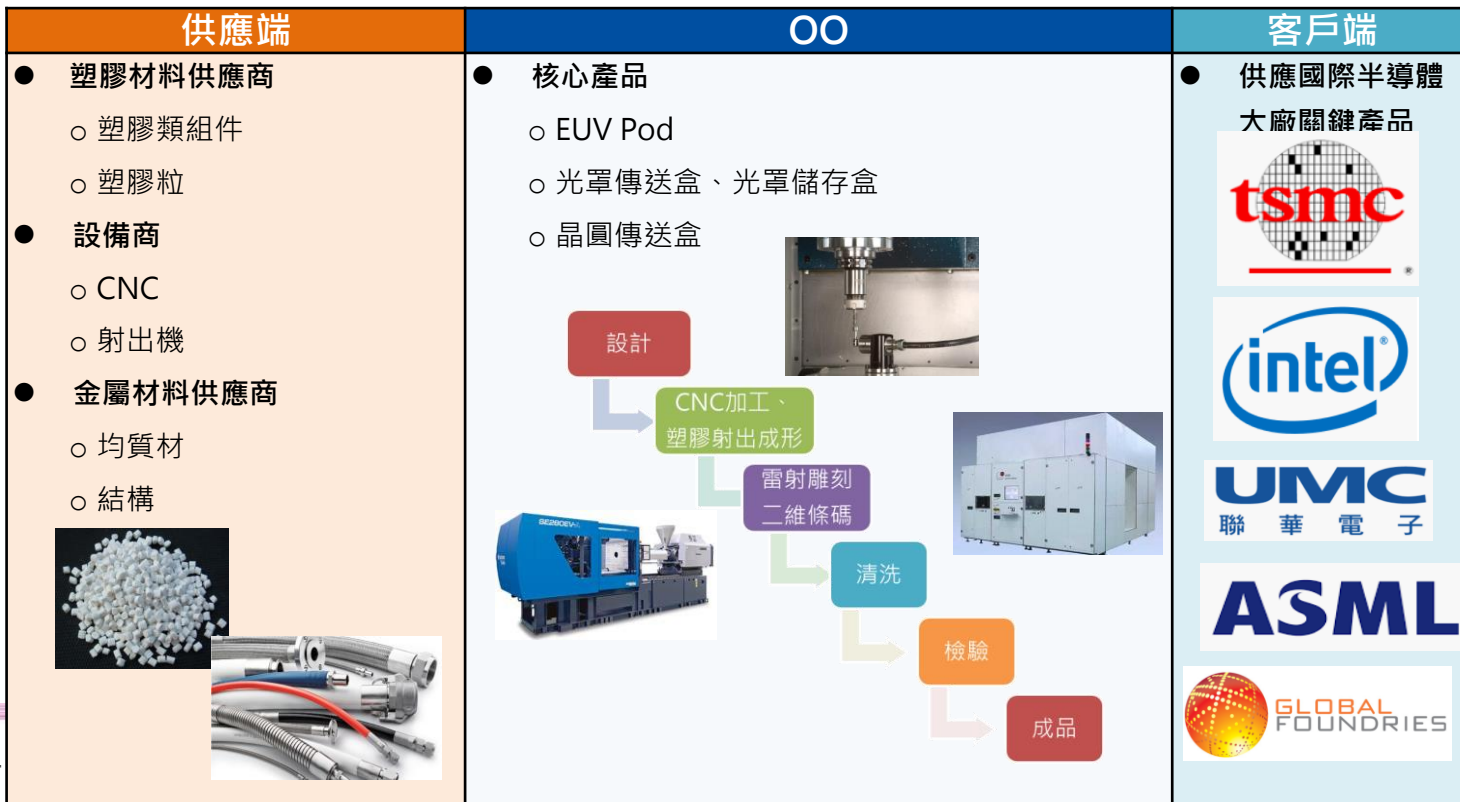 供應端
塑膠材料供應商
塑膠類組件
塑膠粒
設備商
CNC
射出機
金屬材料供應商
均質材
結構
OO
核心產品
EUV Pod
光罩傳送盒、光罩儲存盒
晶圓傳送盒
設計
CNC加工、
塑膠射出成形
雷射雕刻
二維條碼
清洗
檢驗
成品
SE280EV-A
客戶端
供應國際半導體
大廠關鍵產品
tsmc
®
intel®
UMC
聯華電子
ASML
GLOBAL
FOUNDRIES